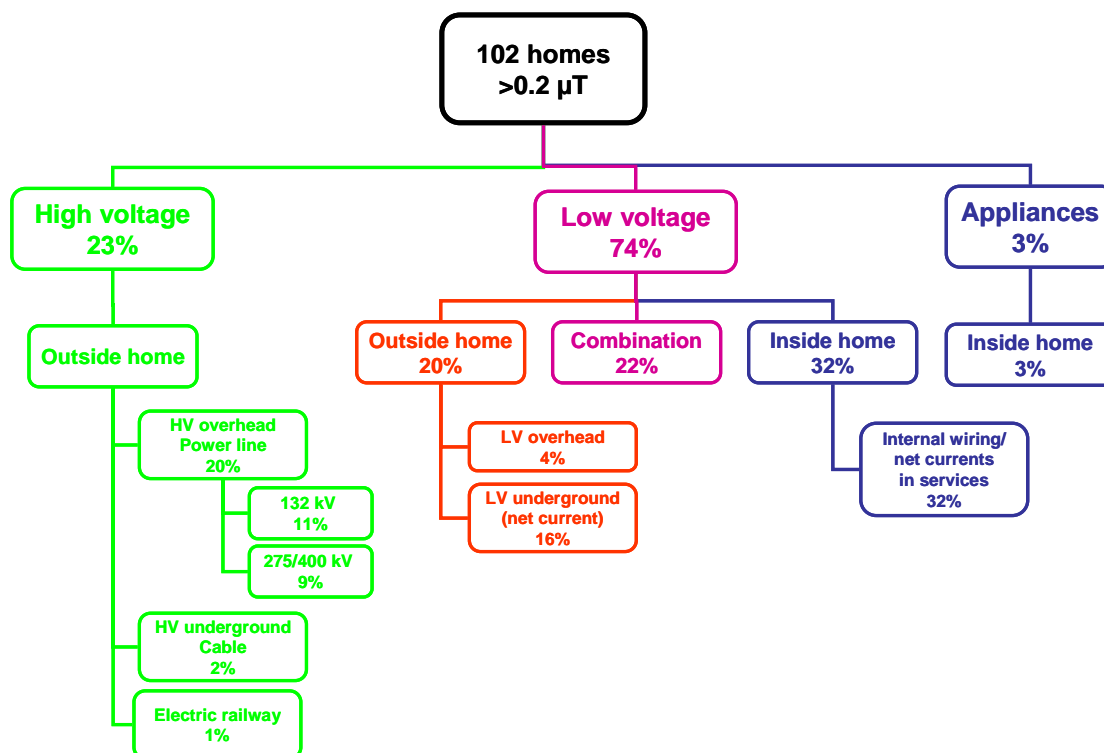 102 homes
>0.2 µT
High voltage
23%
Low voltage
74%
Appliances
3%
Outside home
Outside home
20%
Combination
22%
Inside home
32%
Inside home
3%
HV overhead
Power line
20%
132 kV
11%
275/400 kV
9%
HV underground
Cable
2%
Electric railway
1%
LV overhead
4%
LV underground
(net current)
16%
Internal wiring/
net currents
in services
32%